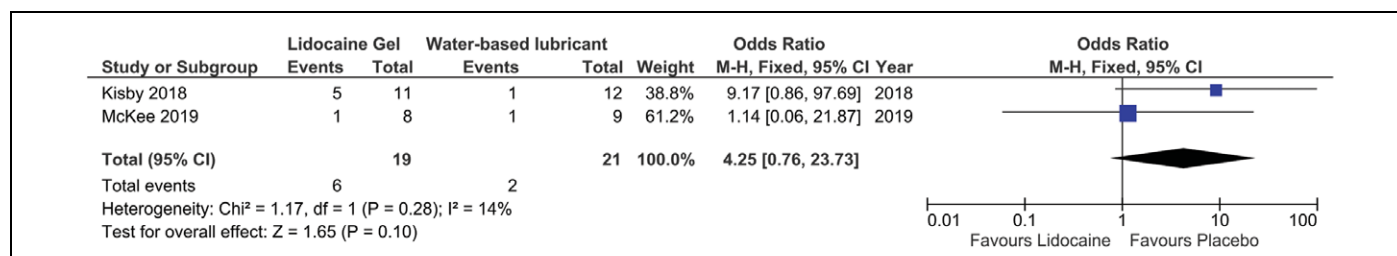 Lidocaine Gel Water-based lubricant Odds Ratio Odds Ratio
Study or Subgroup Events Total Events Total Weight M-H, Fixed, 95% CI Year M-H, Fixed, 95% CI
Kisby 2018 5 11 1 12 38.8% 9.17 [0.86, 97.69] 2018
McKee 2019 1 8 1 9 61.2% 1.14 [0.06, 21.87] 2019
Total (95% CI) 19 21 100.0% 4.25 [0.76, 23.73]
Total events 6 2
Heterogeneity: Chi² = 1.17, df = 1 (P = 0.28); I² = 14%
Test for overall effect: Z = 1.65 (P = 0.10)
0.01 0.1 1 10 100
Favours Lidocaine Favours Placebo